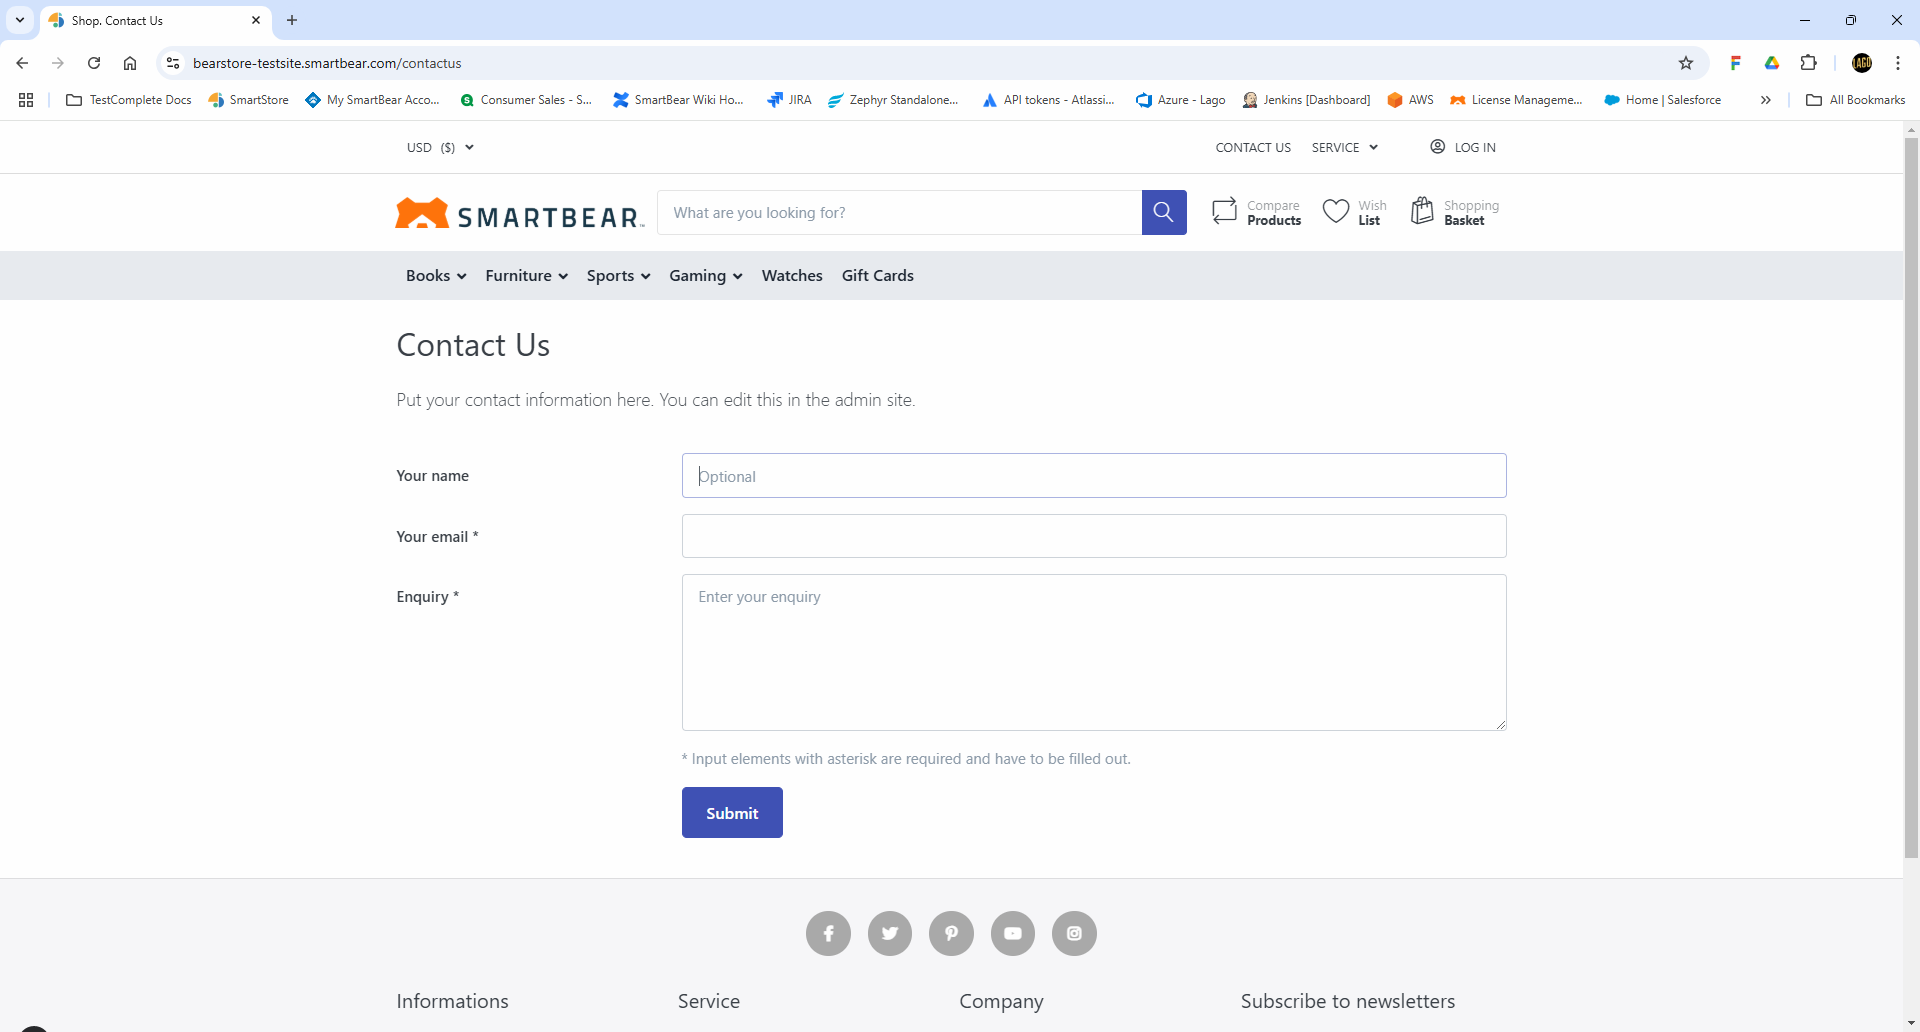 Shop. Contact Us
bearstore-testsite.smartbear.com/contactus
TestComplete Docs SmartStore My SmartBear Acco... Consumer Sales - S... SmartBear Wiki Ho... JIRA Zephyr Standalone... API tokens - Atlassi... Azure - Lago Jenkins [Dashboard] AWS License Manageme... Home | Salesforce All Bookmarks
USD ($) CONTACT US SERVICE LOG IN
SMARTBEAR What are you looking for? Compare Products Wish List Shopping Basket
Books Furniture Sports Gaming Watches Gift Cards
Contact Us
Put your contact information here. You can edit this in the admin site.
Your name Optional
Your email *
Enquiry * Enter your enquiry
* Input elements with asterisk are required and have to be filled out.
Submit
Informations Service Company Subscribe to newsletters